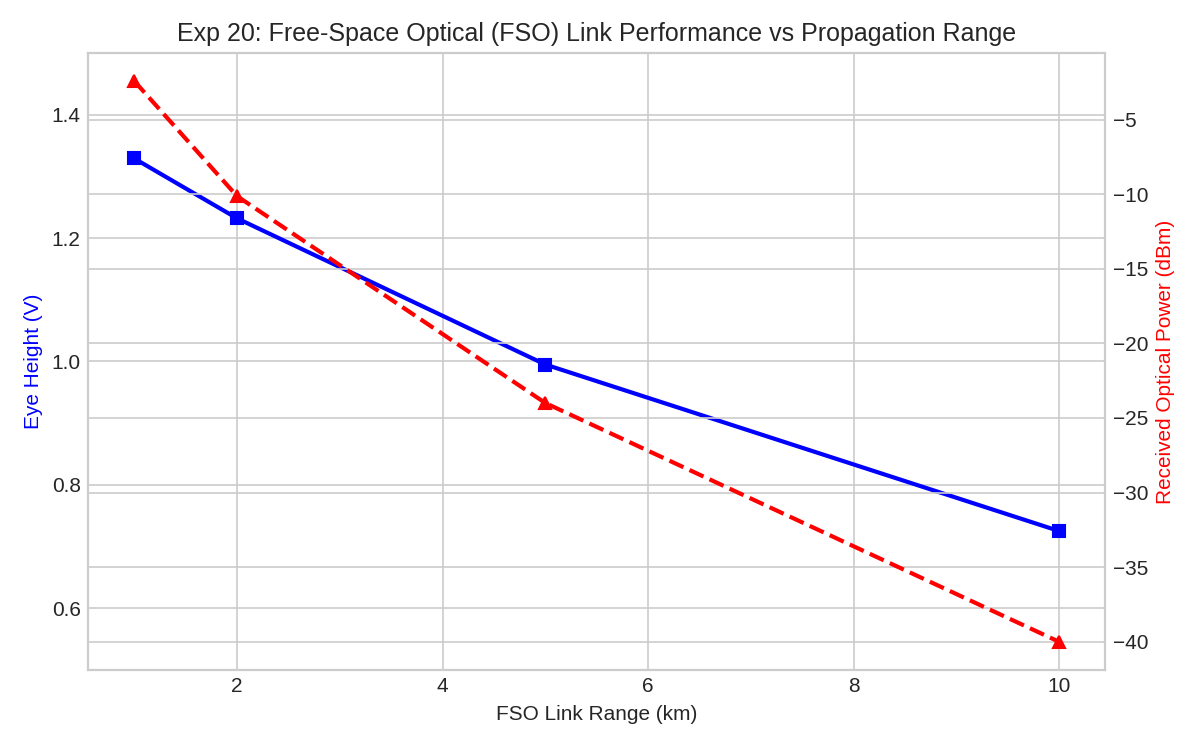 Exp 20: Free-Space Optical (FSO) Link Performance vs Propagation Range
Eye Height (V)
1.4
1.2
1.0
0.8
0.6
−5
−10
−15
−20
−25
−30
−35
−40
Received Optical Power (dBm)
2 4 6 8 10
FSO Link Range (km)